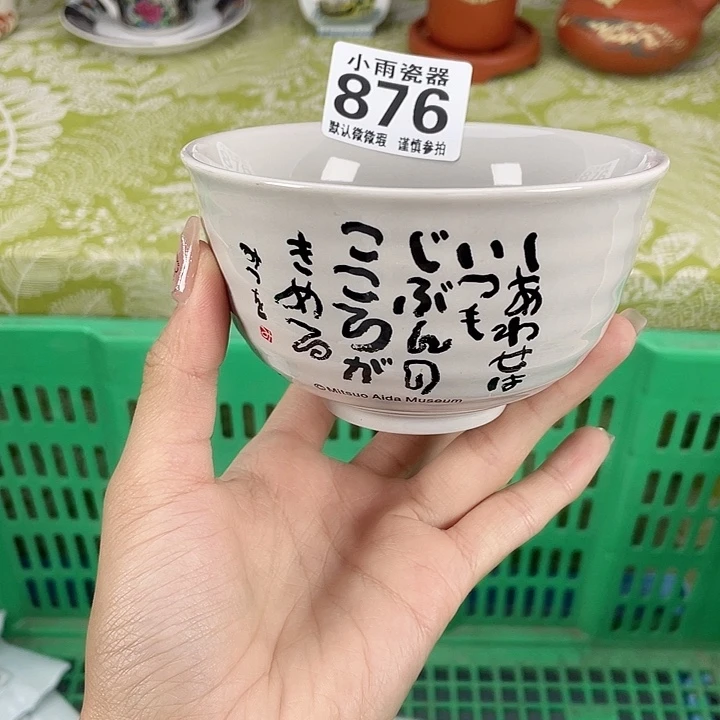 小雨瓷器
876
默认微微瑕 谨慎参拍
しあわせは
いつも
じぶんの
こころが
きめる
みつを
©Mitsuo Aida Museum